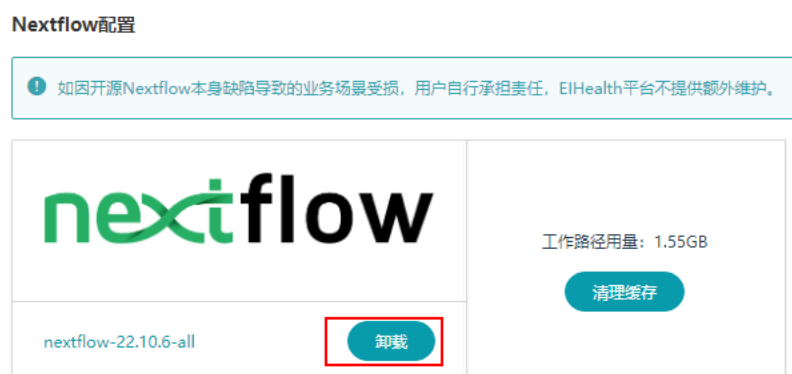 Nextflow配置
如因开源Nextflow本身缺陷导致的业务场景受损，用户自行承担责任，EIHealth平台不提供额外维护。
nextflow
工作路径用量：1.55GB
清理缓存
nextflow-22.10.6-all
卸载